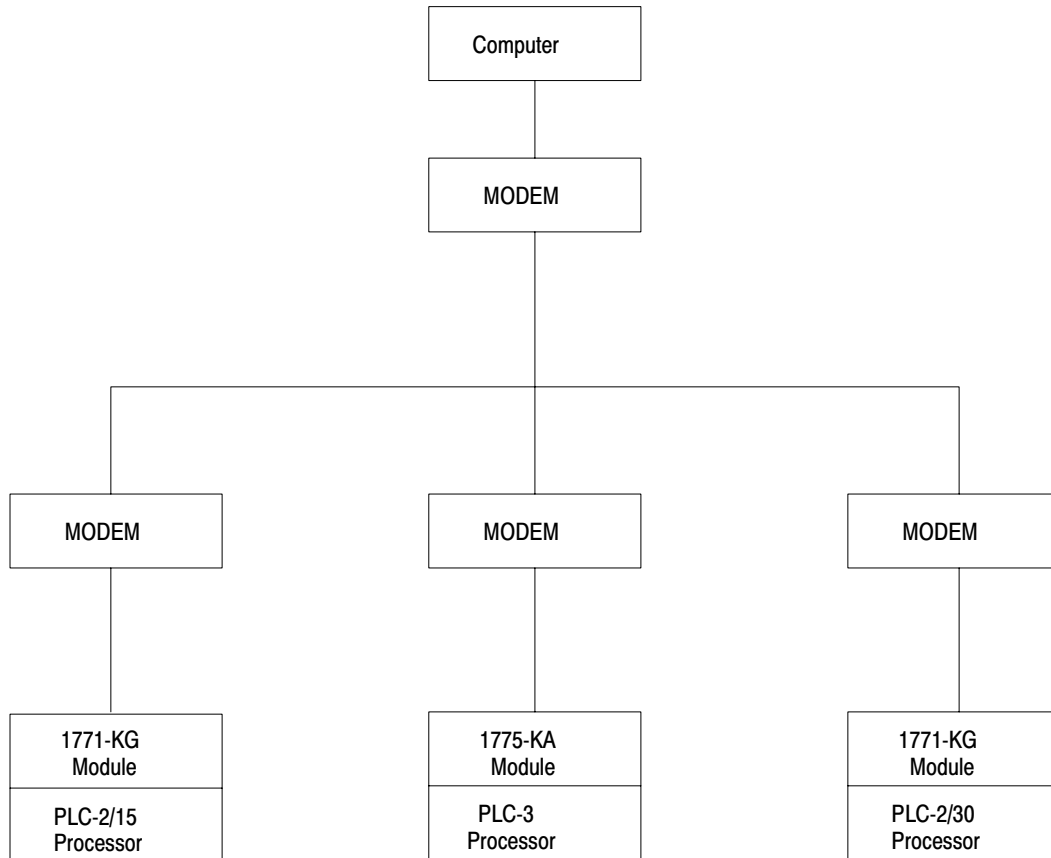 Computer
MODEM
MODEM
MODEM
MODEM
1771-KG
Module
1775-KA
Module
1771-KG
Module
PLC-2/15
Processor
PLC-3
Processor
PLC-2/30
Processor